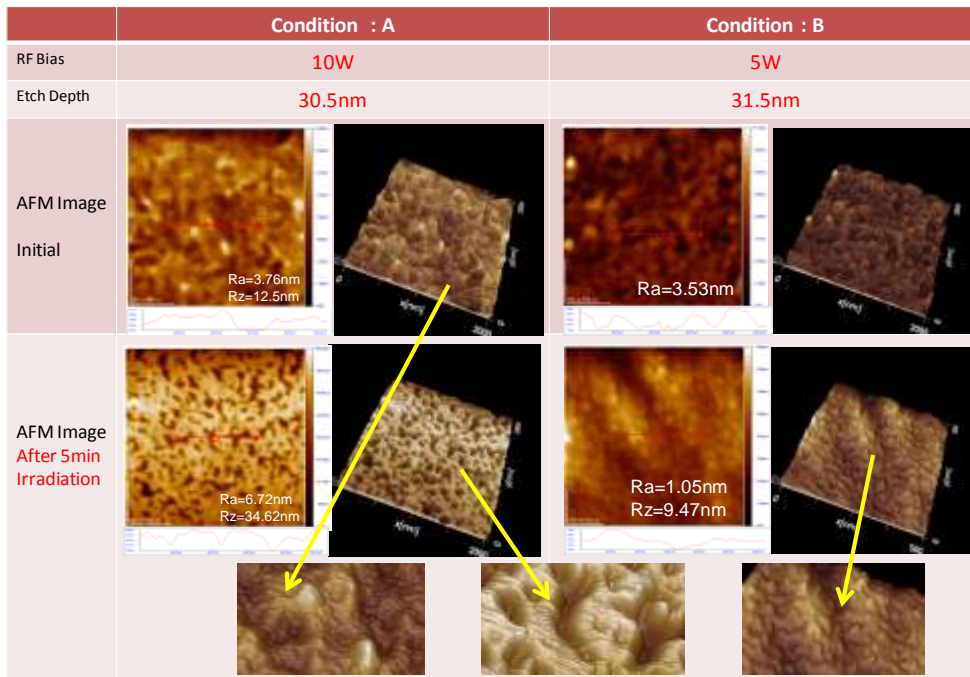 Condition : A
Condition : B
RF Bias
10W
5W
Etch Depth
30.5nm
31.5nm
AFM Image
Initial
Ra=3.76nm
Rz=12.5nm
Ra=3.53nm
AFM Image
After 5min
Irradiation
Ra=6.72nm
Rz=34.62nm
Ra=1.05nm
Rz=9.47nm